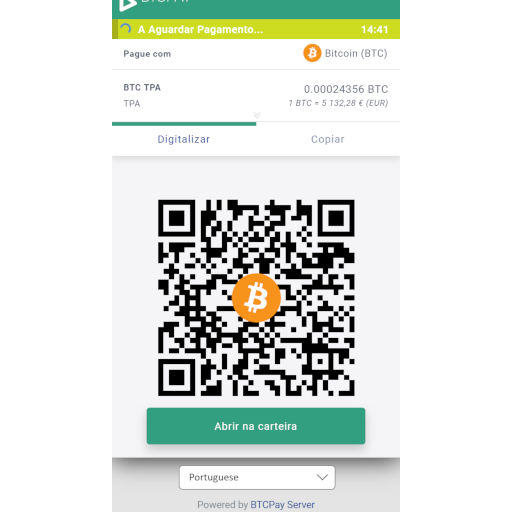 A Aguardar Pagamento... 14:41
Pague com Bitcoin (BTC)
BTC TPA 0.00024356 BTC
TPA 1 BTC = 5 132,28 € (EUR)
Digitalizar Copiar
Abrir na carteira
Portuguese
Powered by BTCPay Server